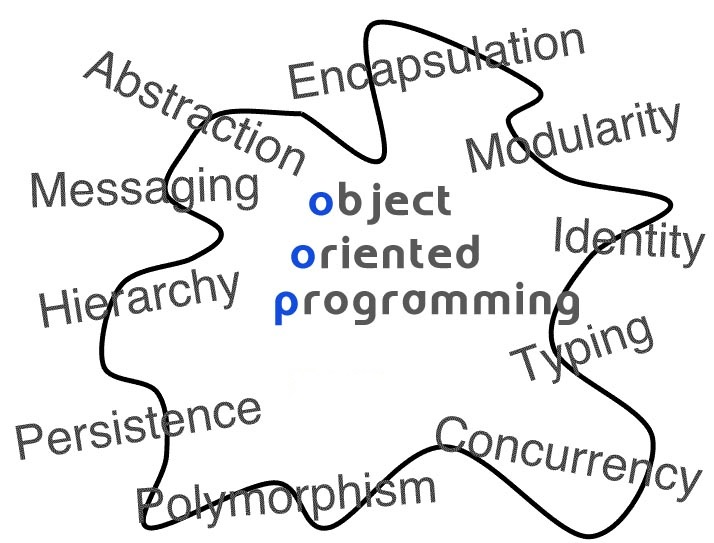 Encapsulation
Abstraction
Modularity
Messaging
object
oriented
programming
Identity
Hierarchy
Typing
Persistence
Concurrency
Polymorphism